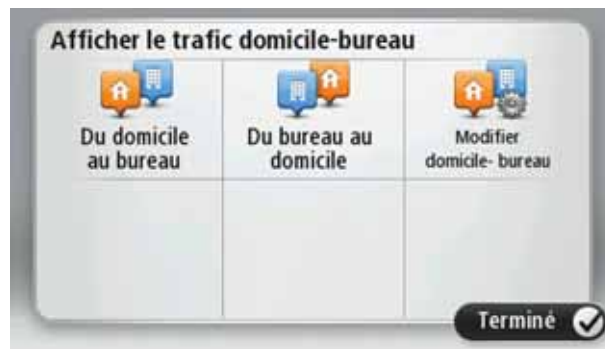 Afficher le trafic domicile-bureau
Du domicile
au bureau
Du bureau au
domicile
Modifier
domicile- bureau
Terminé